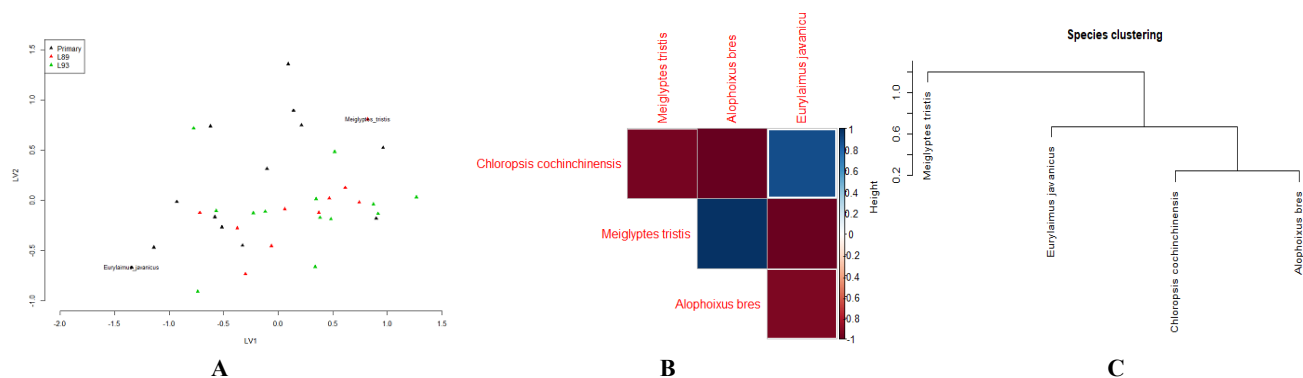 Primary
L89
L93
1.5
1.0
0.5
0.0
-0.5
-1.0
LV2
Meiglyptes_tristis
Eurylaimus_javanicus
-2.0 -1.5 -1.0 -0.5 0.0 0.5 1.0 1.5
LV1
A
Meiglyptes tristis
Alophoixus bres
Eurylaimus javanicu
Chloropsis cochinchinensis
Meiglyptes tristis
Alophoixus bres
1
0.8
0.6
0.4
0.2
0
0.2
0.4
0.6
0.8
-1
B
Species clustering
Height
1.0
0.6
0.2
Meiglyptes tristis
Eurylaimus javanicus
Chloropsis cochinchinensis
Alophoixus bres
C